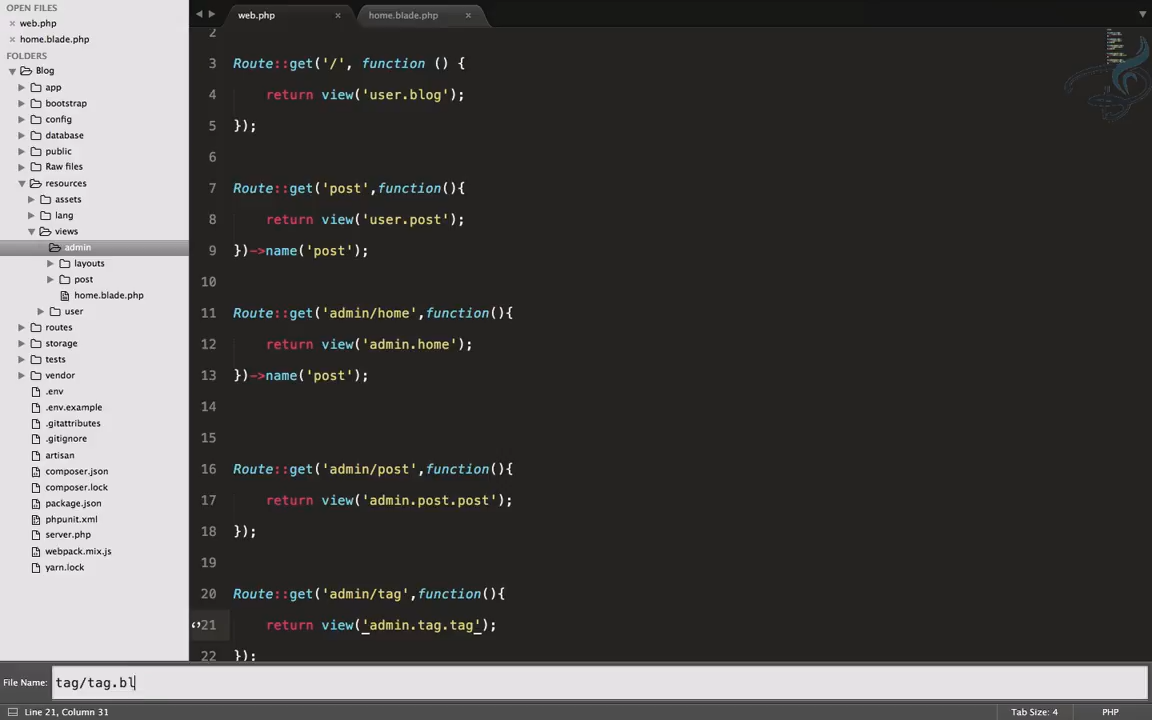 OPEN FILES
web.php
home.blade.php
FOLDERS
Blog
app
bootstrap
config
database
public
Raw files
resources
assets
lang
views
admin
layouts
post
home.blade.php
user
routes
storage
tests
vendor
.env
.env.example
.gitattributes
.gitignore
artisan
composer.json
composer.lock
package.json
phpunit.xml
server.php
webpack.mix.js
yarn.lock
web.php
home.blade.php
2
3 Route::get('/', function () {
4 return view('user.blog');
5 });
6
7 Route::get('post',function(){
8 return view('user.post');
9 })->name('post');
10
11 Route::get('admin/home',function(){
12 return view('admin.home');
13 })->name('post');
14
15
16 Route::get('admin/post',function(){
17 return view('admin.post.post');
18 });
19
20 Route::get('admin/tag',function(){
21 return view('admin.tag.tag');
22 });
File Name: tag/tag.bl
Line 21, Column 31 Tab Size: 4 PHP